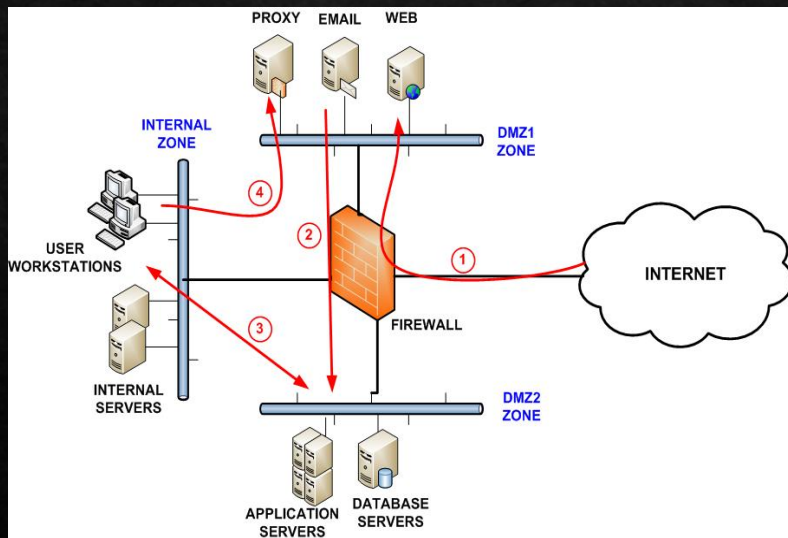 PROXY
EMAIL
WEB
INTERNAL
ZONE
DMZ1
ZONE
4
2
1
USER
WORKSTATIONS
INTERNET
FIREWALL
3
INTERNAL
SERVERS
DMZ2
ZONE
APPLICATION
SERVERS
DATABASE
SERVERS